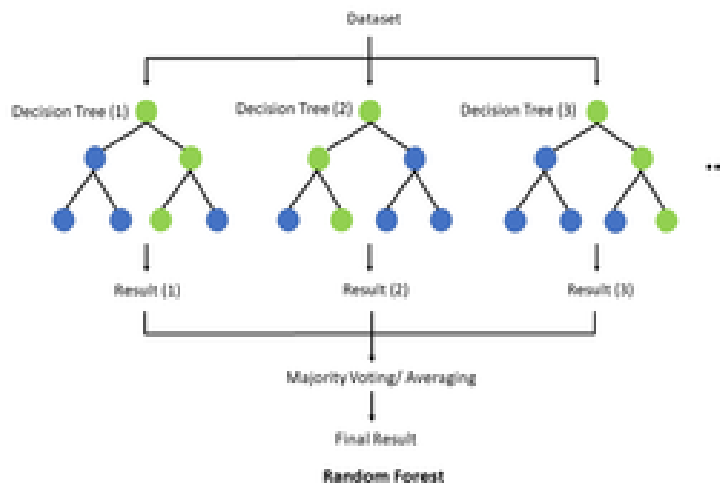 Dataset
Decision Tree (1)
Decision Tree (2)
Decision Tree (3)
..
Result (1)
Result (2)
Result (3)
Majority Voting/ Averaging
Final Result
Random Forest